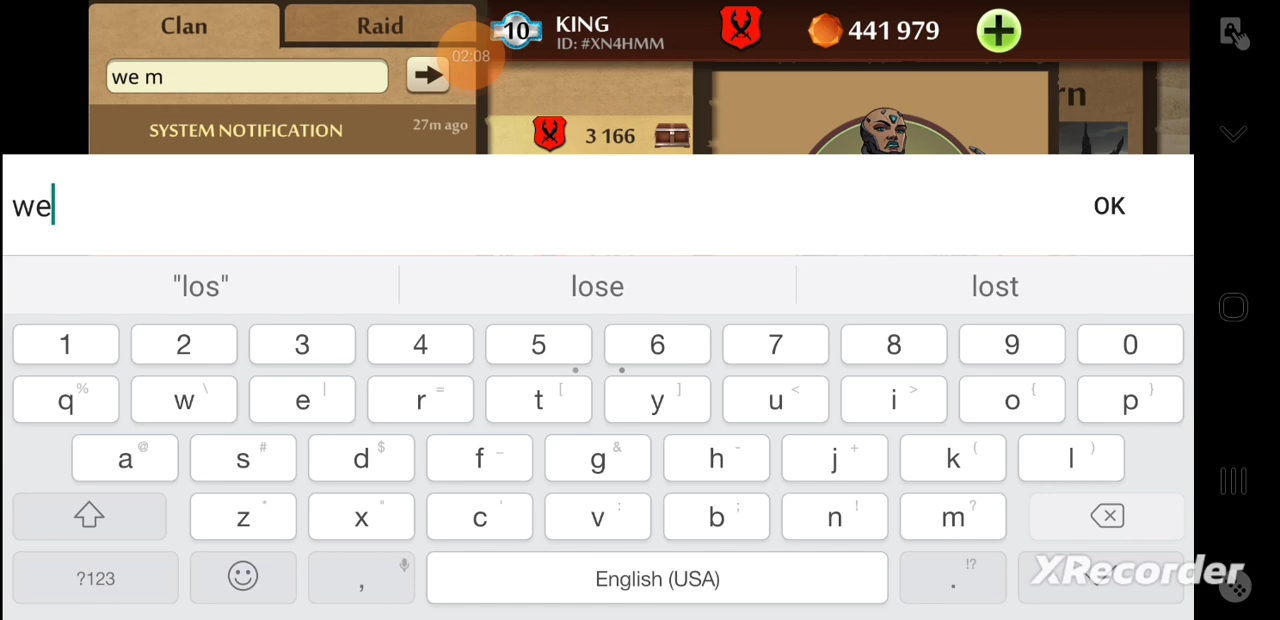 Clan
Raid
10
KING
ID: #XN4HMM
441 979
we m
02:08
SYSTEM NOTIFICATION
27m ago
3 166
rn
we
OK
"los"
lose
lost
1 2 3 4 5 6 7 8 9 0
q % w \ e | r = t [ y ] u < i > o { p }
a @ s # d $ f _ g & h - j + k ( l )
z * x " c ' v : b ; n ! m ?
?123 , English (USA) . !?
XRecorder